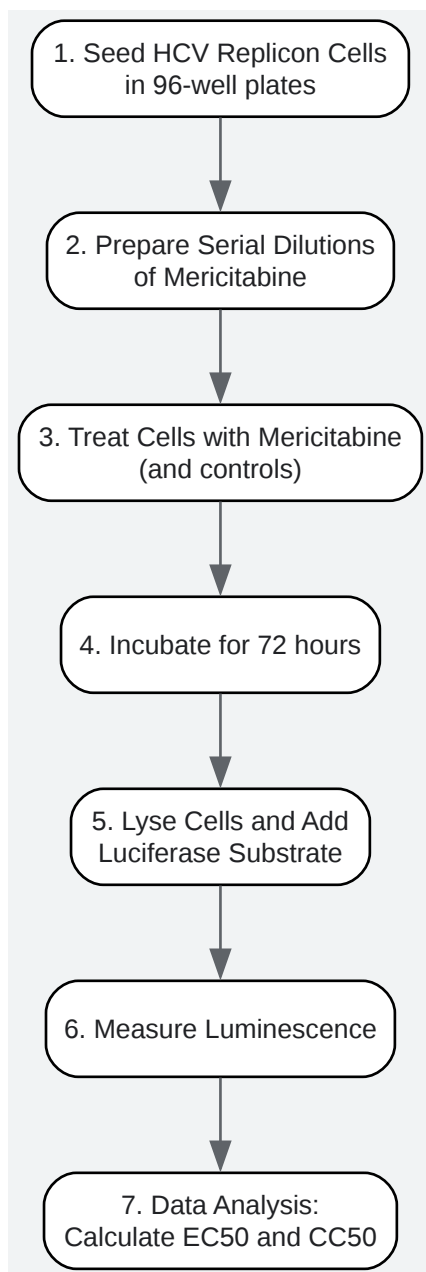 1. Seed HCV Replicon Cells
in 96-well plates
2. Prepare Serial Dilutions
of Mericitabine
3. Treat Cells with Mericitabine
(and controls)
4. Incubate for 72 hours
5. Lyse Cells and Add
Luciferase Substrate
6. Measure Luminescence
7. Data Analysis:
Calculate EC50 and CC50